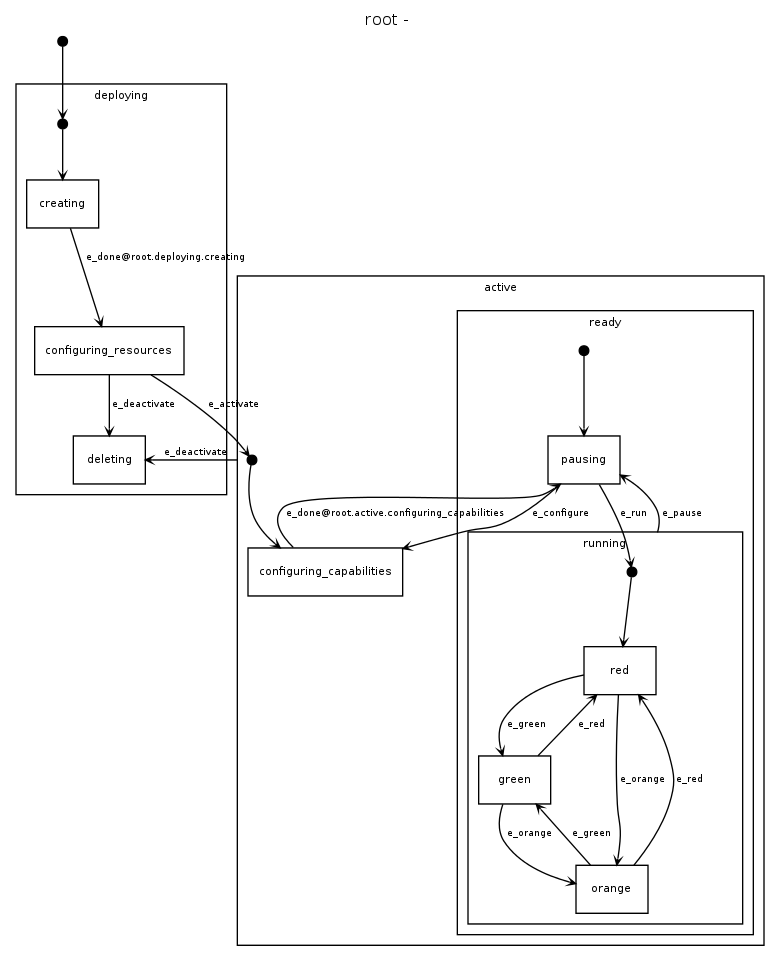 root -
deploying
creating
e_done@root.deploying.creating
active
ready
configuring_resources
e_deactivate
e_activate
e_deactivate
deleting
pausing
e_done@root.active.configuring_capabilities
e_configure
e_run
e_pause
running
configuring_capabilities
red
e_green
e_red
green
e_orange
e_red
e_orange
e_green
orange